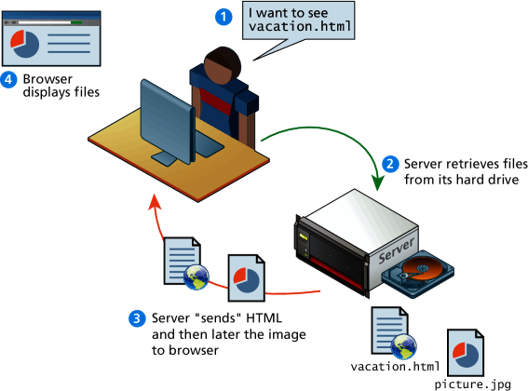 1
I want to see
vacation.html
4 Browser
displays files
2 Server retrieves files
from its hard drive
Server
3 Server "sends" HTML
and then later the image
to browser
vacation.html
picture.jpg